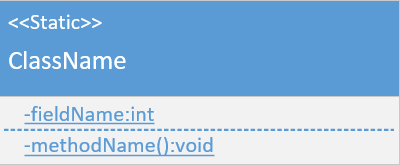 <<Static>>
ClassName
-fieldName:int
-methodName():void